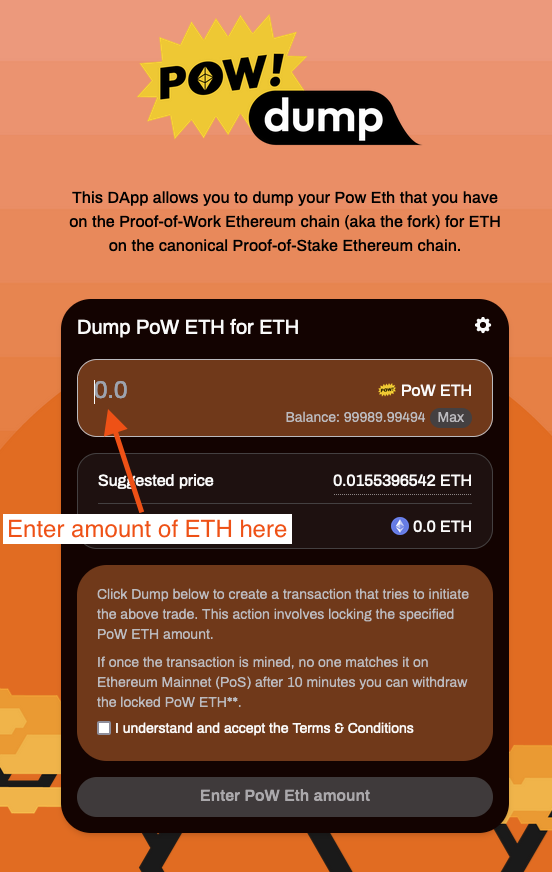 POW!
dump
This DApp allows you to dump your Pow Eth that you have
on the Proof-of-Work Ethereum chain (aka the fork) for ETH
on the canonical Proof-of-Stake Ethereum chain.
Dump PoW ETH for ETH
0.0
PoW ETH
Balance: 99989.99494 Max
Suggested price 0.0155396542 ETH
Enter amount of ETH here
0.0 ETH
Click Dump below to create a transaction that tries to initiate
the above trade. This action involves locking the specified
PoW ETH amount.
If once the transaction is mined, no one matches it on
Ethereum Mainnet (PoS) after 10 minutes you can withdraw
the locked PoW ETH**.
I understand and accept the Terms & Conditions
Enter PoW Eth amount